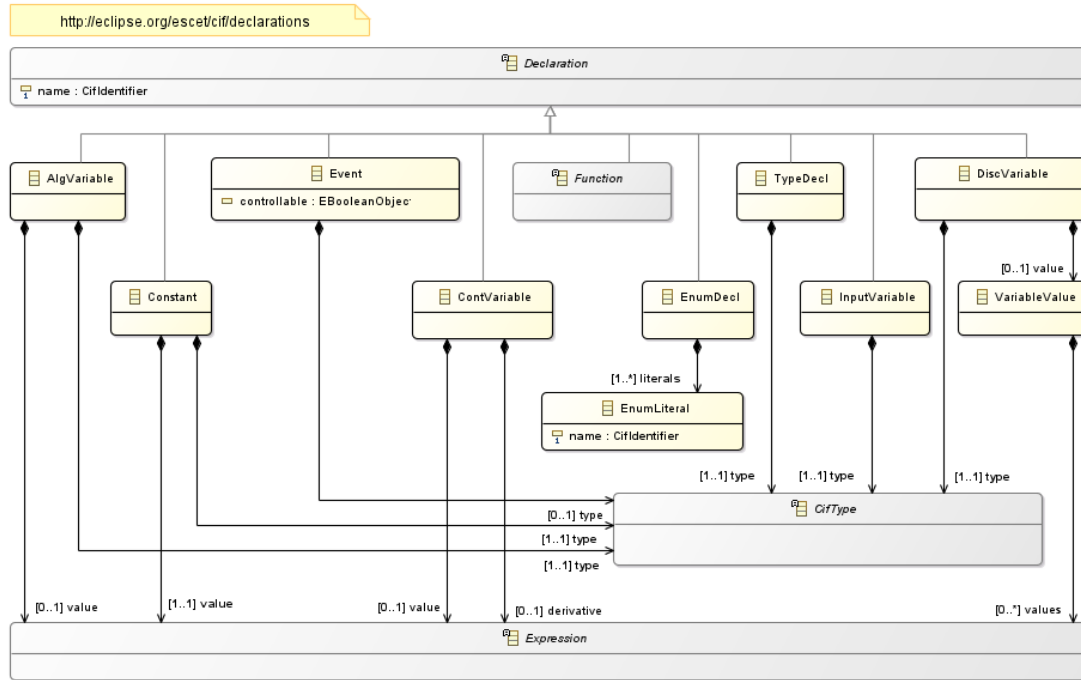 http://eclipse.org/escet/cif/declarations
Declaration
name : CifIdentifier
AlgVariable
Event
controllable : EBooleanObjec
Function
TypeDecl
DiscVariable
[0..1] value
Constant
ContVariable
EnumDecl
InputVariable
VariableValue
[1..*] literals
EnumLiteral
name : CifIdentifier
[1..1] type
[1..1] type
[1..1] type
CifType
[0..1] type
[1..1] type
[1..1] type
[0..1] value
[1..1] value
[0..1] value
[0..1] derivative
[0..*] values
Expression